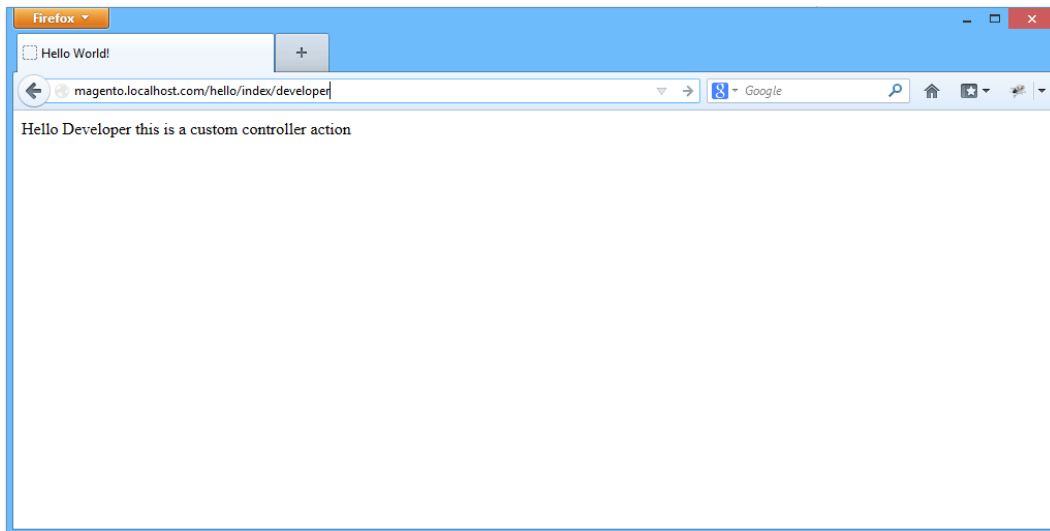 Firefox
Hello World!
magento.localhost.com/hello/index/developer
Google
Hello Developer this is a custom controller action